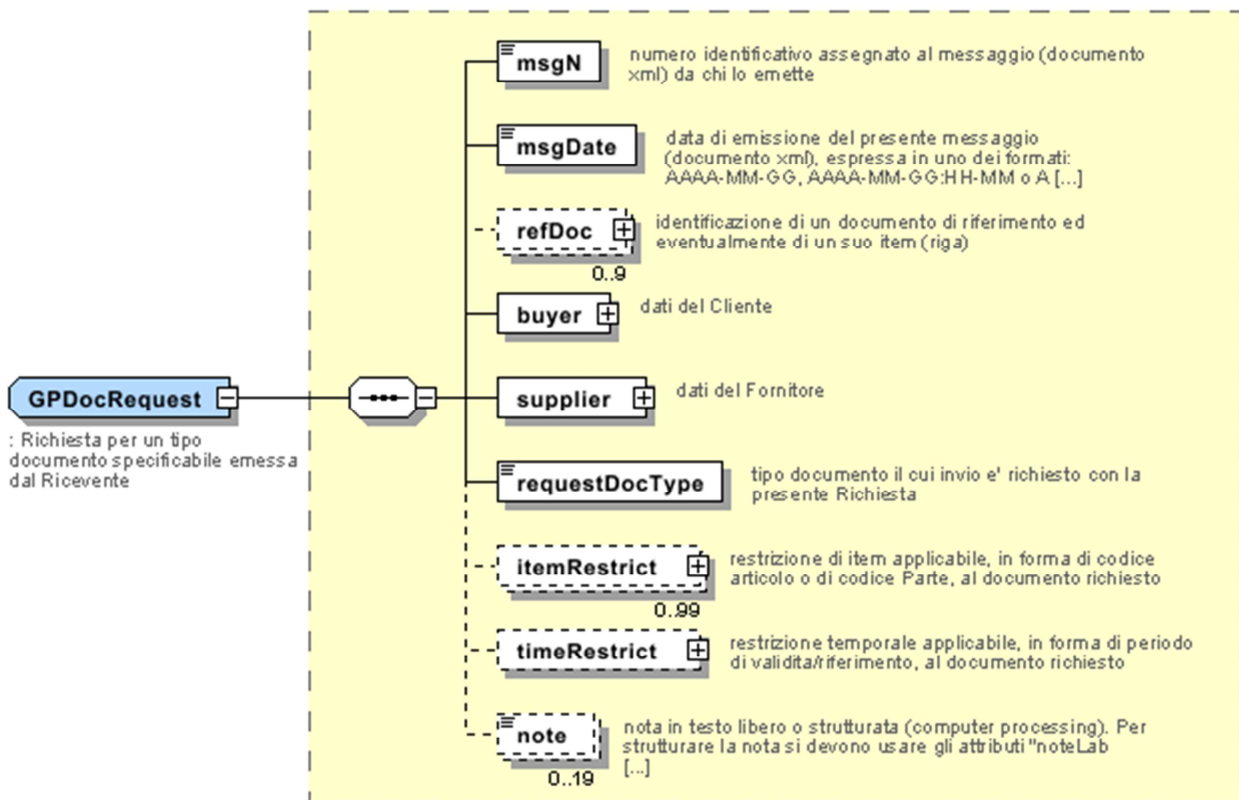 msgN
numero identificativo assegnato al messaggio (documento
xml) da chi lo emette
msgDate
data di emissione del presente messaggio
(documento xml), espressa in uno dei formati:
AAAA-MM-GG, AAAA-MM-GG:HH-MM o A [...]
refDoc
0..9
identificazione di un documento di riferimento ed
eventualmente di un suo item (riga)
buyer
dati del Cliente
GPDocRequest
: Richiesta per un tipo
documento specificabile emessa
dal Ricevente
supplier
dati del Fornitore
requestDocType
tipo documento il cui invio e' richiesto con la
presente Richiesta
itemRestrict
0..99
restrizione di item applicabile, in forma di codice
articolo o di codice Parte, al documento richiesto
timeRestrict
restrizione temporale applicabile, in forma di periodo
di validita/riferimento, al documento richiesto
note
0..19
nota in testo libero o strutturata (computer processing). Per
strutturare la nota si devono usare gli attributi "noteLab
[...]